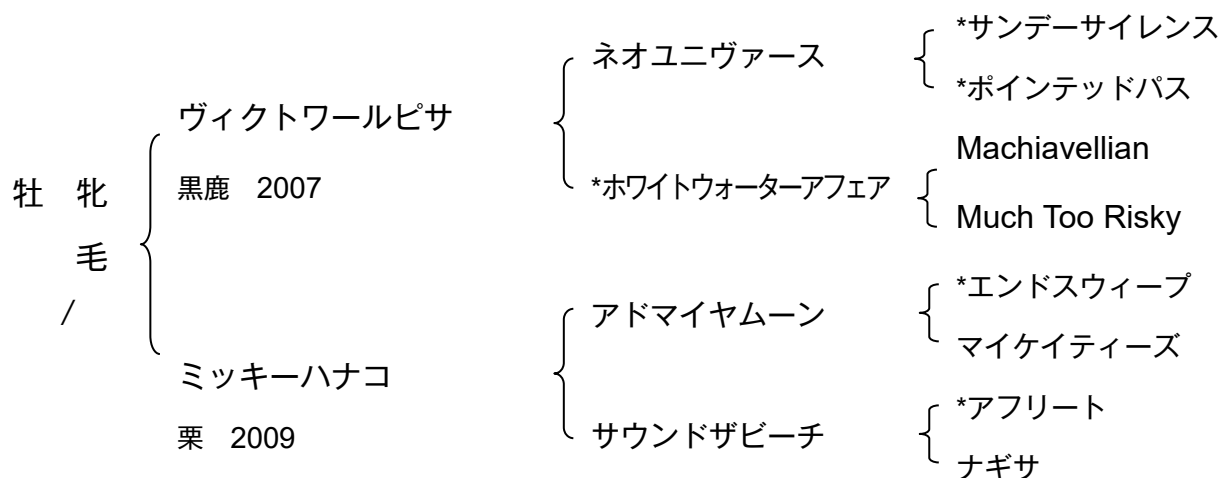 牡　牝
毛
/
ヴィクトワールピサ
黒鹿　2007
ミッキーハナコ
栗　2009
ネオユニヴァース
*ホワイトウォーターアフェア
アドマイヤムーン
サウンドザビーチ
*サンデーサイレンス
*ポインテッドパス
Machiavellian
Much Too Risky
*エンドスウィープ
マイケイティーズ
*アフリート
ナギサ